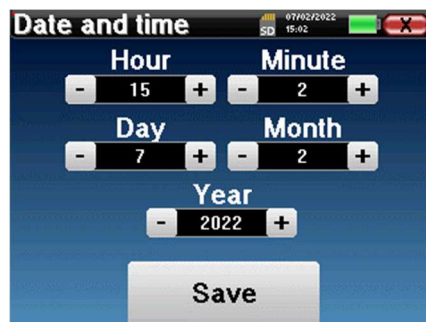 Date and time SD 07/02/2022 X
15:02
Hour Minute
- 15 + - 2 +
Day Month
- 7 + - 2 +
Year
- 2022 +
Save